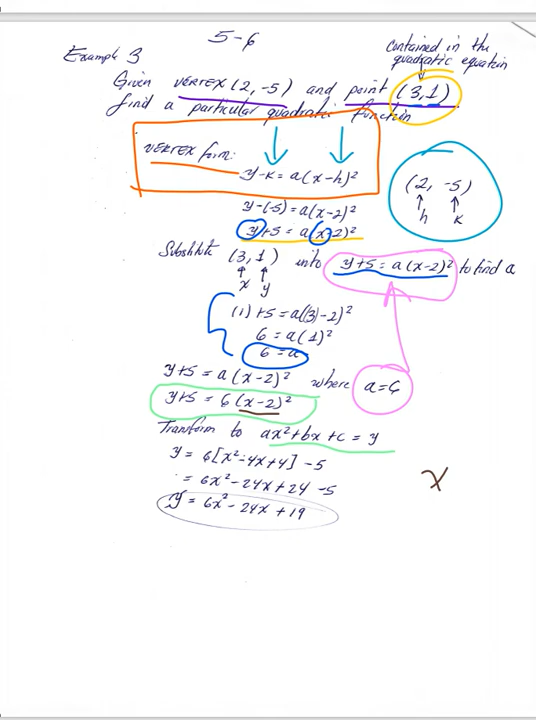 5-6
Example 3
contained in the
quadratic equation
Given VERTEX (2, -5) and point (3,1)
find a particular quadratic function
VERTEX form:
y-k = a(x-h)²
(2, -5)
h k
y-(-5) = a(x-2)²
y+5 = a(x-2)²
Substitute (3,1) into y+5 = a(x-2)² to find a
x y
(1)+5 = a((3)-2)²
6 = a(1)²
6 = a
y+5 = a(x-2)² where a=6
y+5 = 6(x-2)²
Transform to ax²+bx+c = y
y = 6[x²-4x+4] -5
= 6x²-24x+24 -5
y = 6x²-24x+19
x